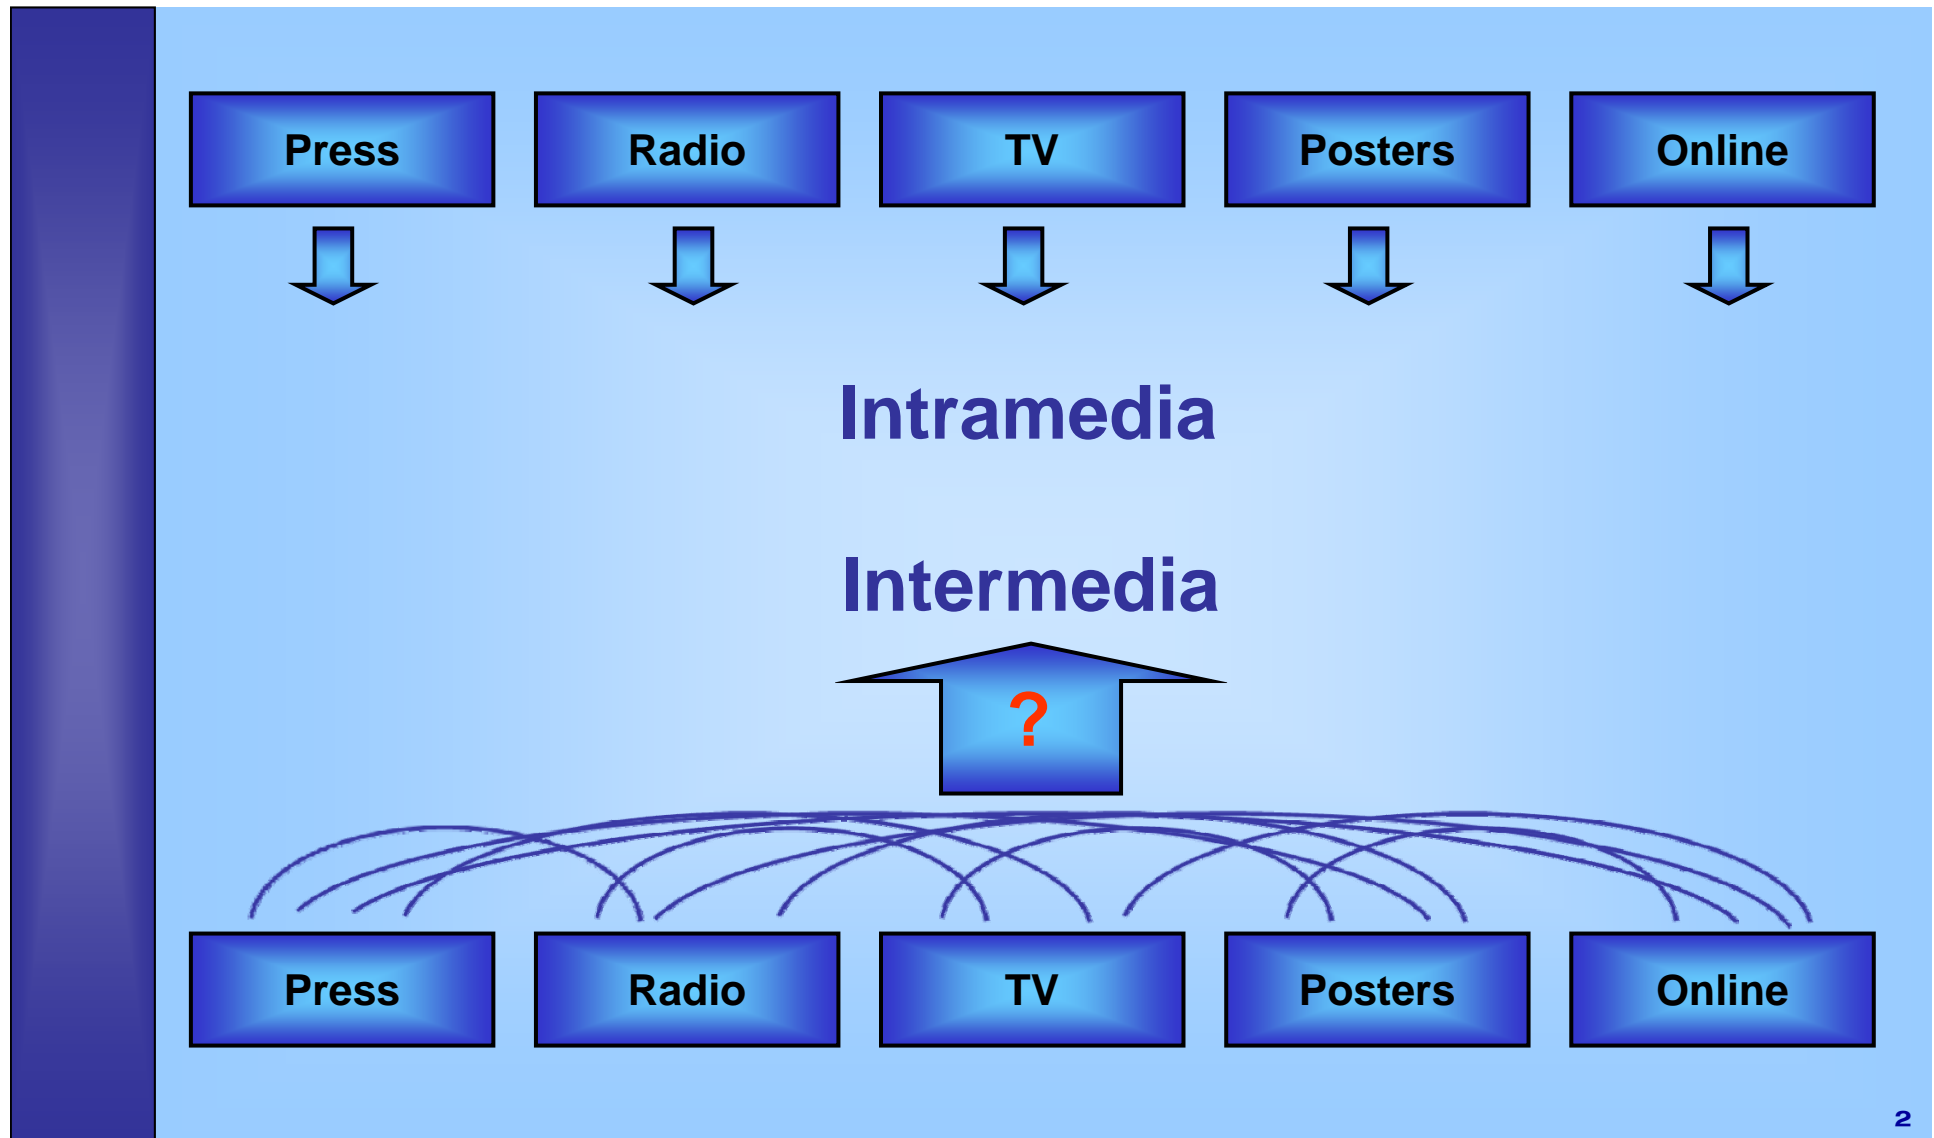 Press Radio TV Posters Online
Intramedia
Intermedia
?
Press Radio TV Posters Online
2